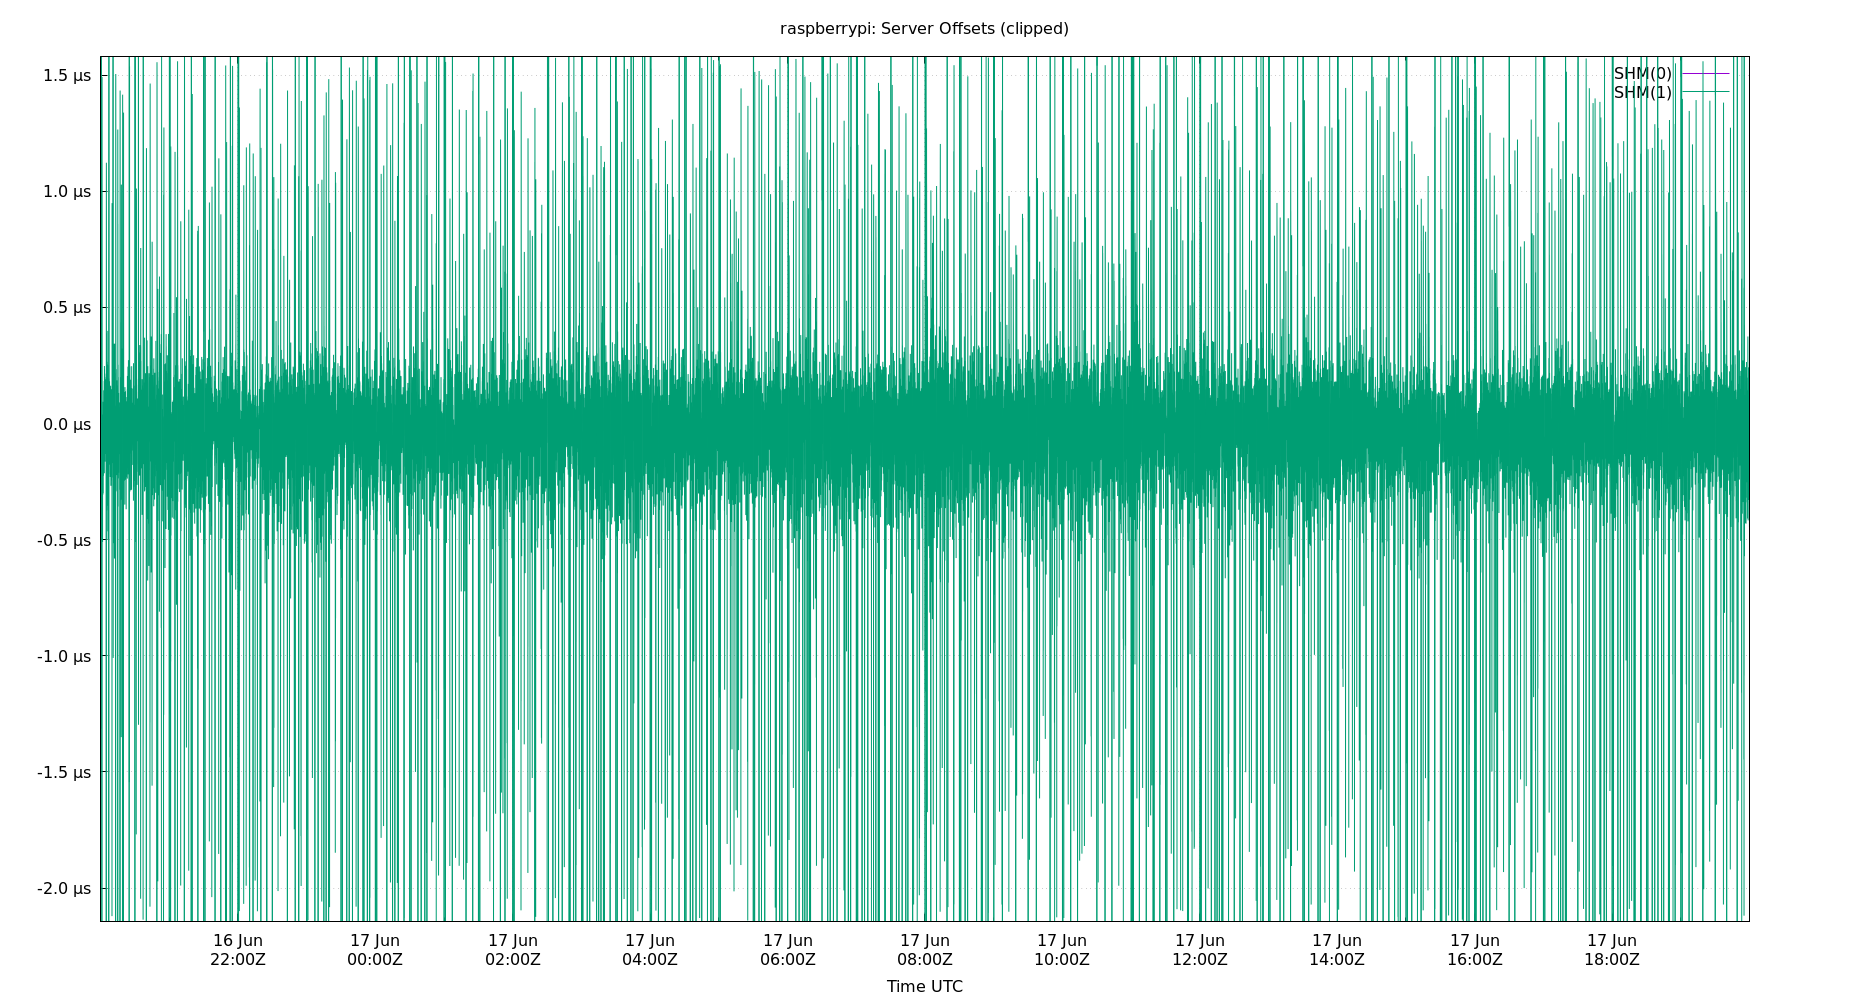 raspberrypi: Server Offsets (clipped)
SHM(0)
SHM(1)
1.5 µs
1.0 µs
0.5 µs
0.0 µs
-0.5 µs
-1.0 µs
-1.5 µs
-2.0 µs
16 Jun 17 Jun 17 Jun 17 Jun 17 Jun 17 Jun 17 Jun 17 Jun 17 Jun 17 Jun 17 Jun
22:00Z 00:00Z 02:00Z 04:00Z 06:00Z 08:00Z 10:00Z 12:00Z 14:00Z 16:00Z 18:00Z
Time UTC